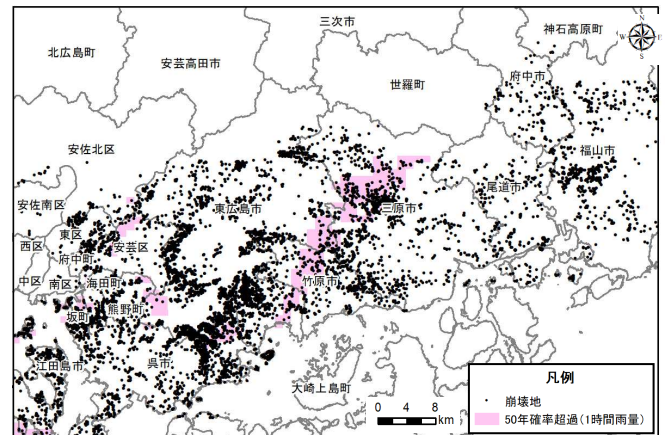 三次市
神石高原町
N
W E
S
北広島町
安芸高田市
世羅町
府中市
安佐北区
福山市
尾道市
安佐南区
東広島市
三原市
東区
西区
安芸区
府中町
竹原市
中区
南区
海田町
熊野町
坂町
呉市
江田島市
大崎上島町
凡例
崩壊地
50年確率超過(1時間雨量)
0 4 8
km